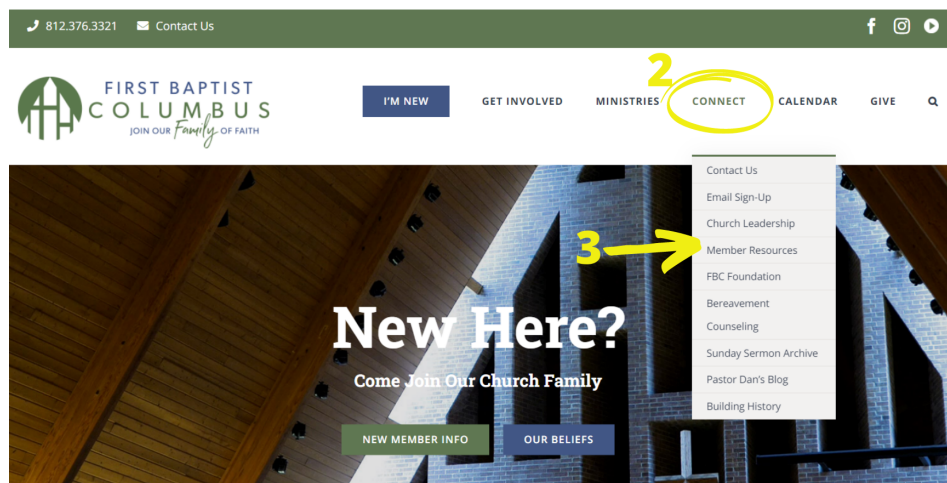 812.376.3321 Contact Us
FIRST BAPTIST
COLUMBUS
JOIN OUR Family OF FAITH
I'M NEW GET INVOLVED MINISTRIES CONNECT CALENDAR GIVE
2
Contact Us
Email Sign-Up
Church Leadership
3
Member Resources
FBC Foundation
Bereavement
Counseling
Sunday Sermon Archive
Pastor Dan's Blog
Building History
New Here?
Come Join Our Church Family
NEW MEMBER INFO OUR BELIEFS